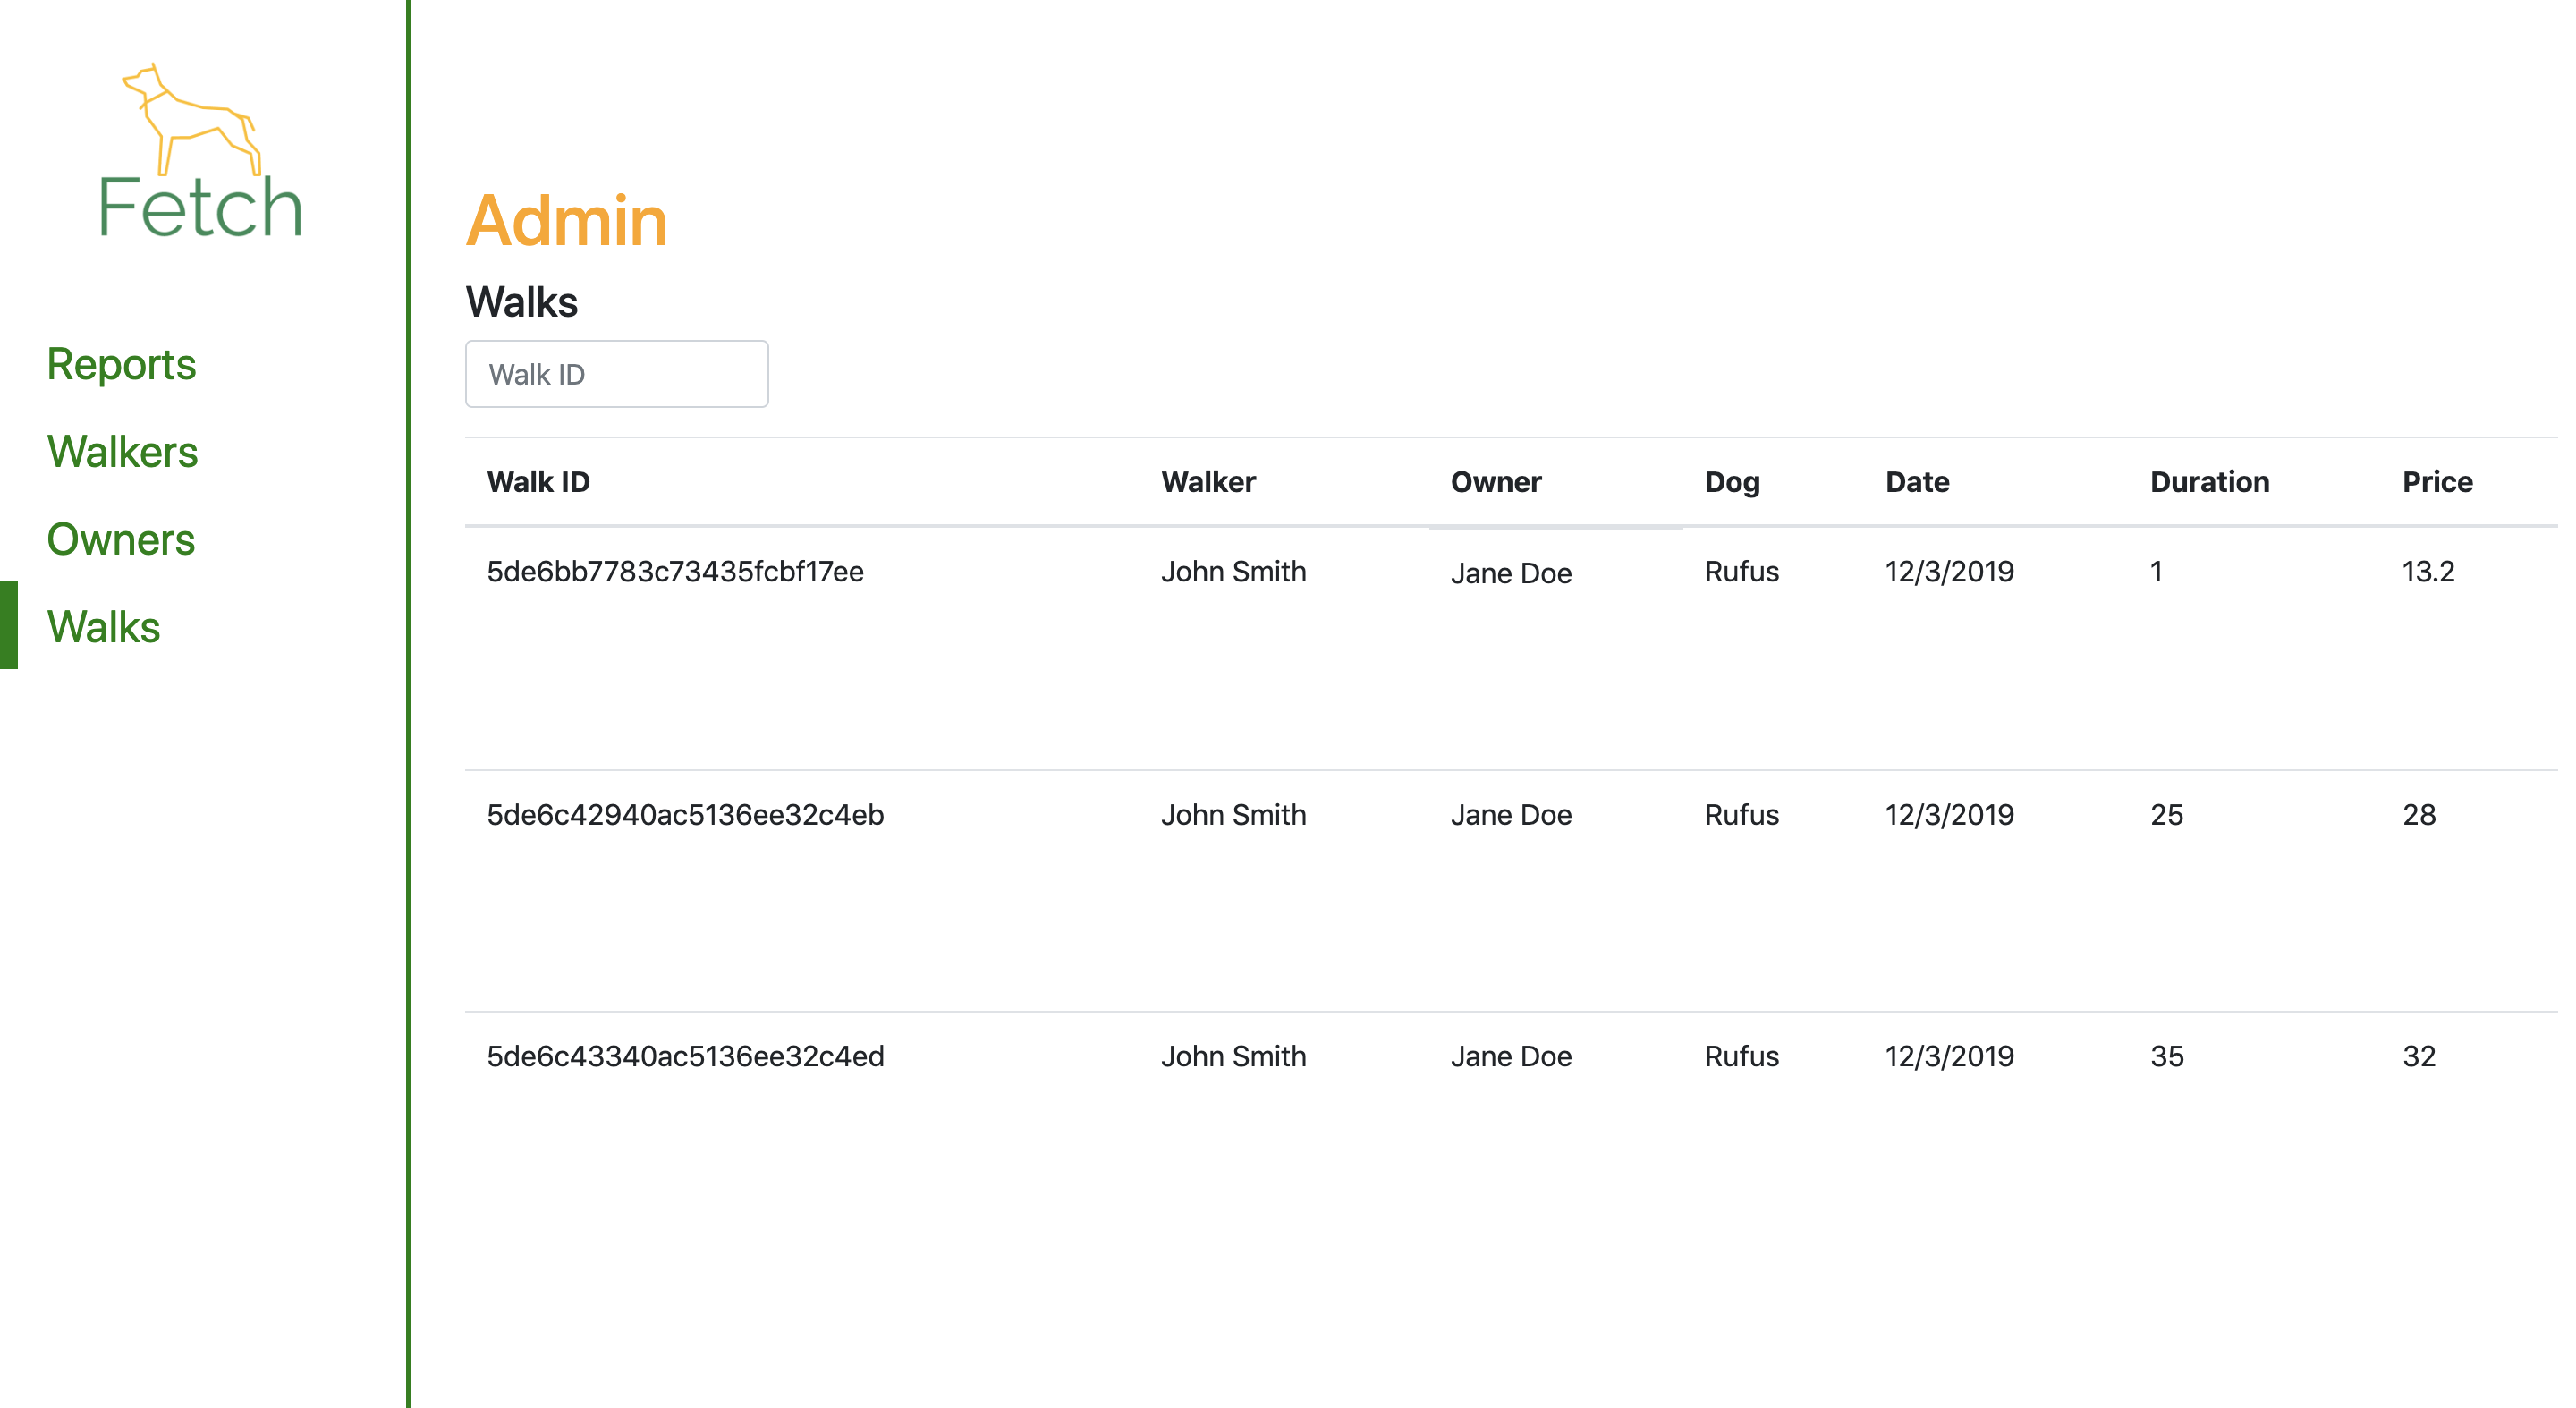 Fetch
Reports
Walkers
Owners
Walks
Admin
Walks
Walk ID
Walk ID Walker Owner Dog Date Duration Price
5de6bb7783c73435fcbf17ee John Smith Jane Doe Rufus 12/3/2019 1 13.2
5de6c42940ac5136ee32c4eb John Smith Jane Doe Rufus 12/3/2019 25 28
5de6c43340ac5136ee32c4ed John Smith Jane Doe Rufus 12/3/2019 35 32